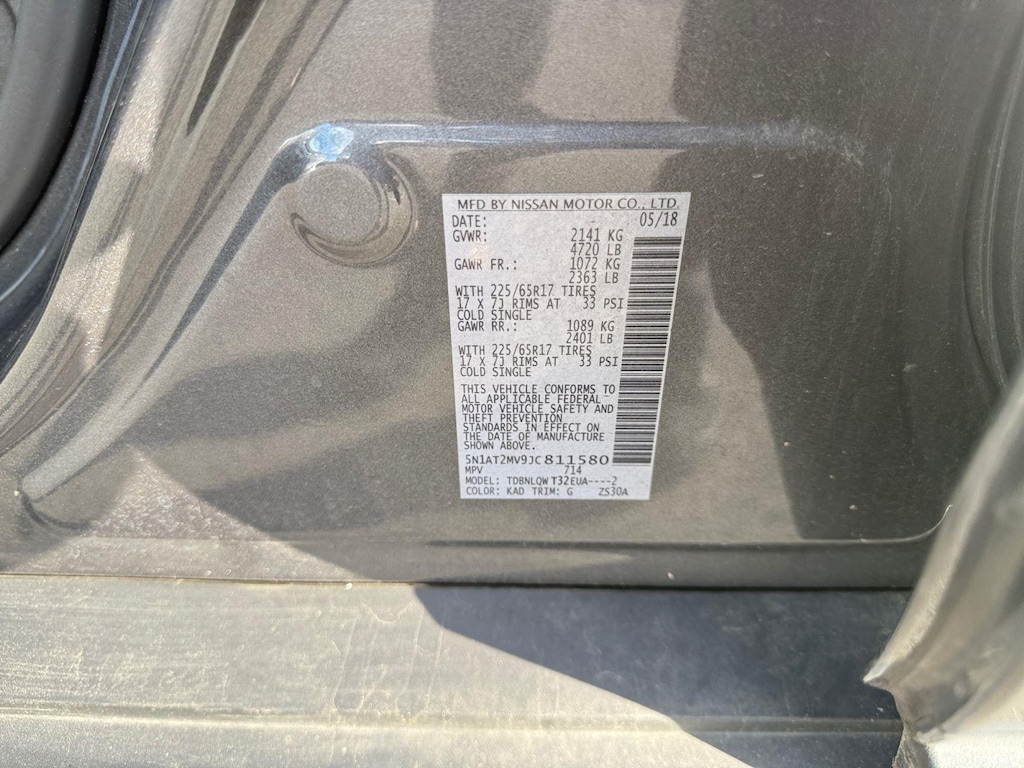 MFD BY NISSAN MOTOR CO., LTD.
DATE: - 05/18
GVWR: 2141 KG
4720 LB
GAWR FR.: 1072 KG
2363 LB
WITH 225/65R17 TIRES
17 X 7J RIMS AT 33 PSI
COLD SINGLE
GAWR RR.: 1089 KG
2401 LB
WITH 225/65R17 TIRES
17 X 7J RIMS AT 33 PSI
COLD SINGLE
THIS VEHICLE CONFORMS TO
ALL APPLICABLE FEDERAL
MOTOR VEHICLE SAFETY AND
THEFT PREVENTION
STANDARDS IN EFFECT ON
THE DATE OF MANUFACTURE
SHOWN ABOVE.
5N1AT2MV9JC811580
MPV 714
MODEL: TDBNLQW T32EUA----2
COLOR: KAD TRIM: G ZS30A